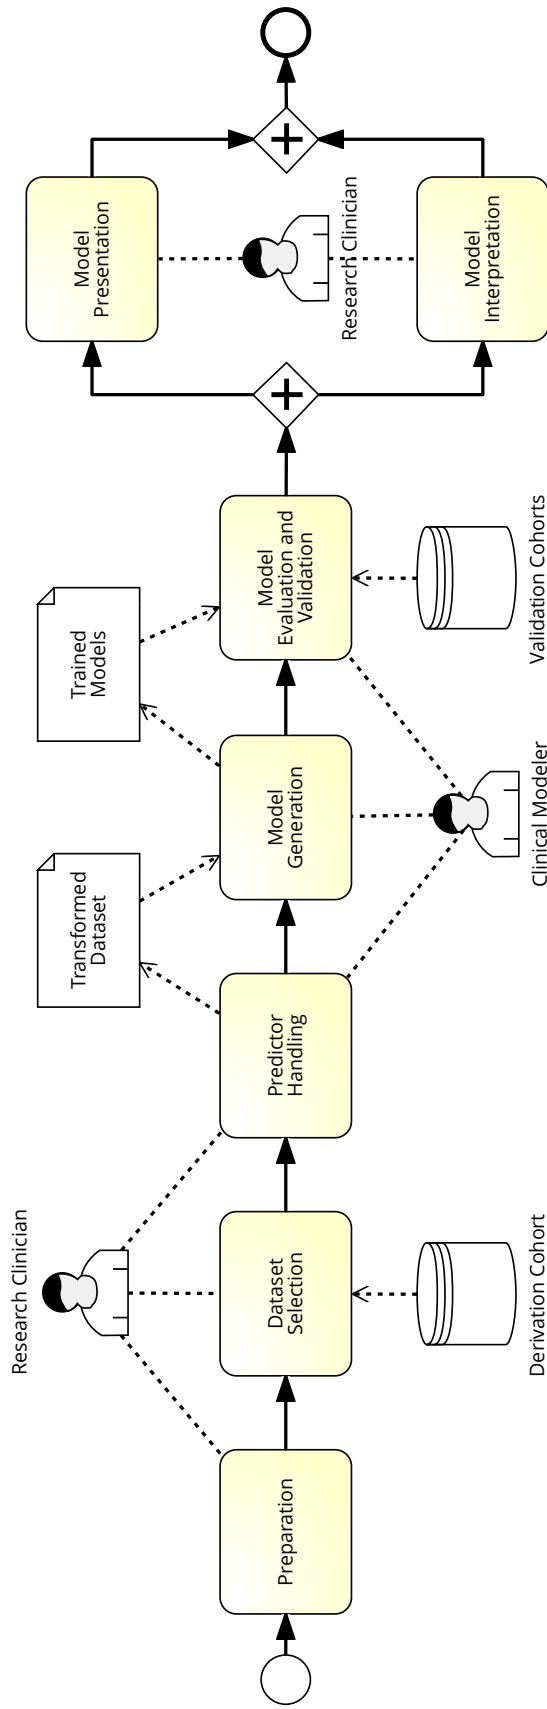 Research Clinician
Transformed
Dataset
Trained
Models
Preparation
Dataset
Selection
Predictor
Handling
Model
Generation
Model
Evaluation and
Validation
Model
Presentation
Research Clinician
Model
Interpretation
Derivation Cohort
Clinical Modeler
Validation Cohorts